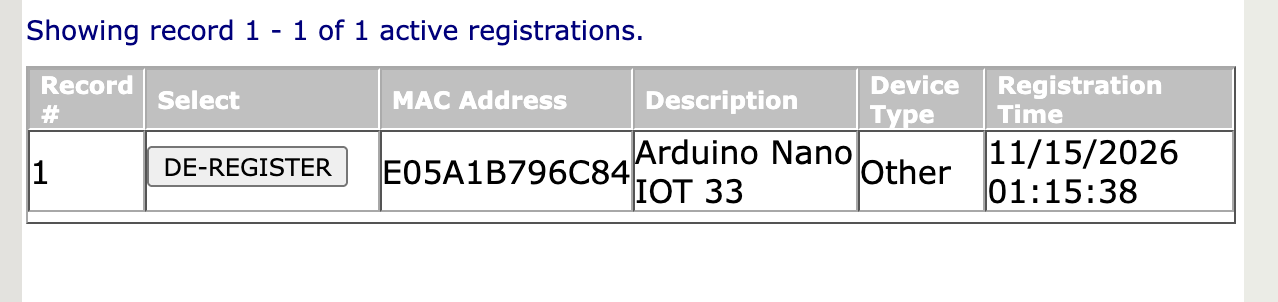 Showing record 1 - 1 of 1 active registrations.
Record # Select MAC Address Description Device Type Registration Time
1 DE-REGISTER E05A1B796C84 Arduino Nano IOT 33 Other 11/15/2026 01:15:38